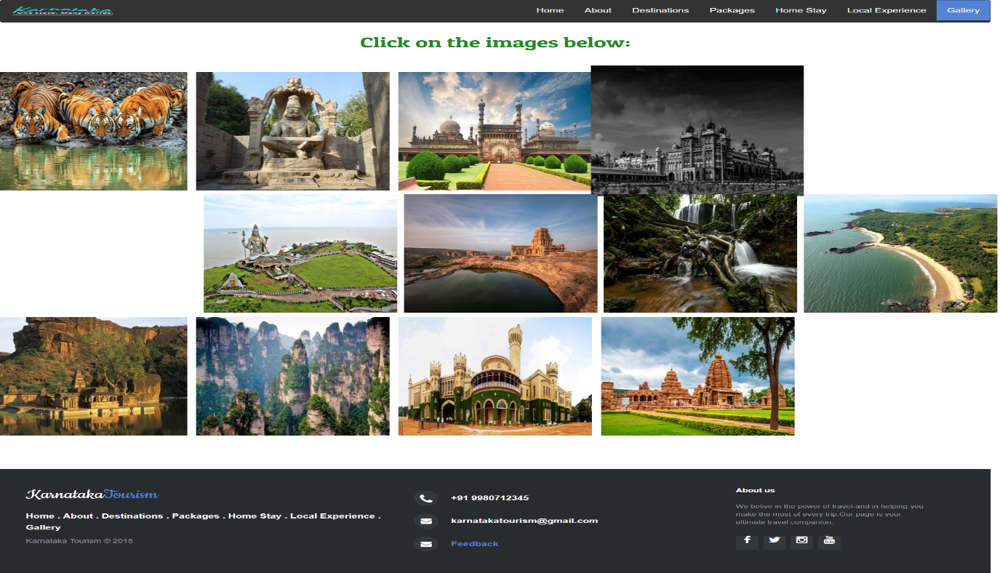 Karnataka
One state. Many worlds.
Home About Destinations Packages Home Stay Local Experience Gallery
Click on the images below:
KarnatakaTourism
Home . About . Destinations . Packages . Home Stay . Local Experience .
Gallery
Karnataka Tourism © 2018
+91 9980712345
karnatakatourism@gmail.com
Feedback
About us
We belive in the power of travel-and in helping you
make the most of every trip.Our page is your
ultimate travel companion.
You
Tube